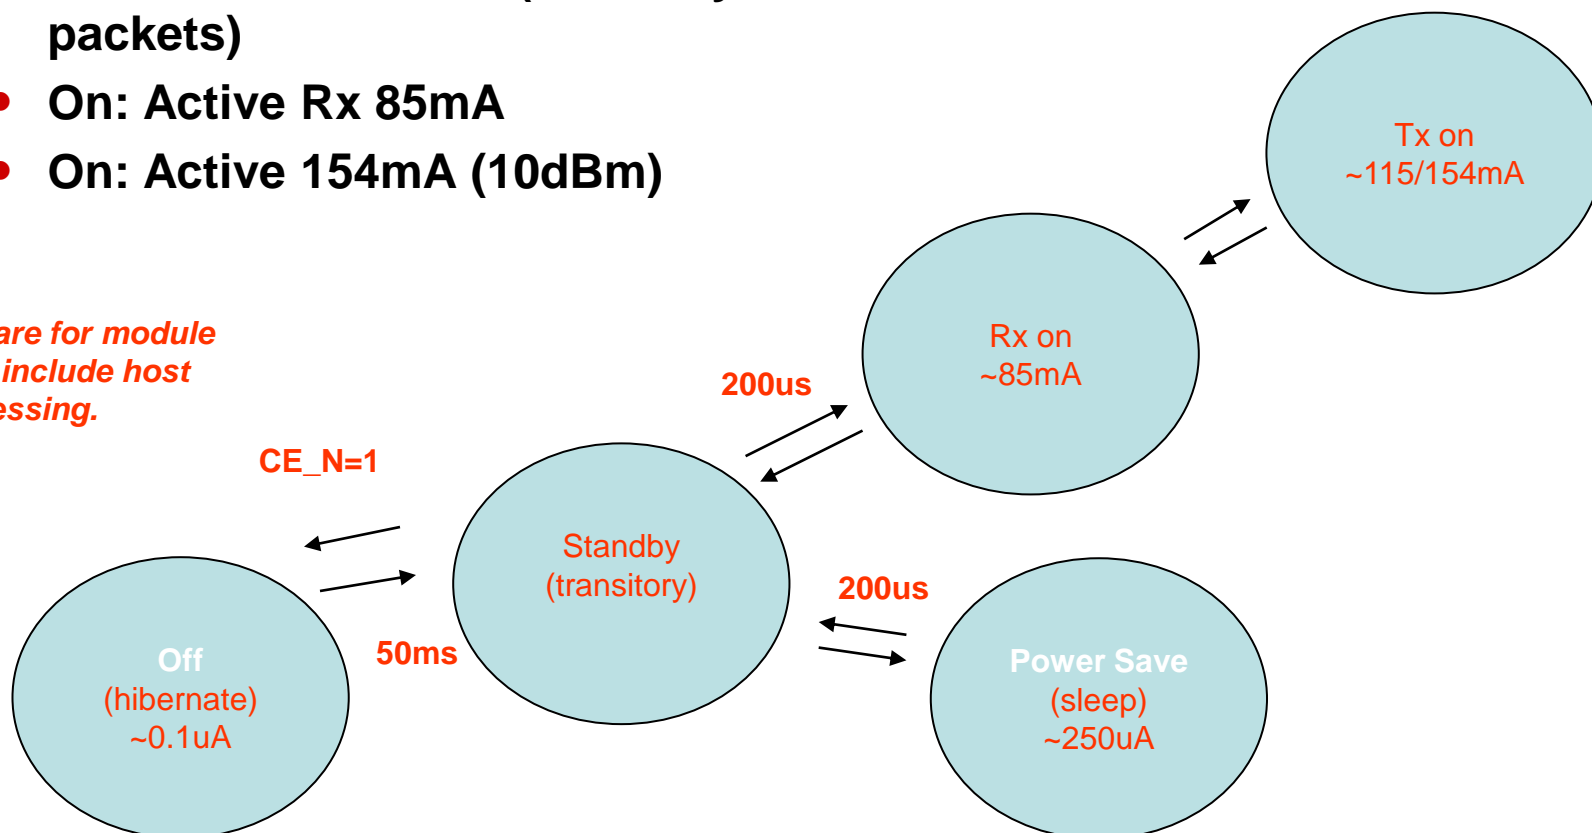 packets)
• On: Active Rx 85mA
• On: Active 154mA (10dBm)
Tx on
~115/154mA
are for module
include host
Rx on
~85mA
200us
CE_N=1
Standby
(transitory)
200us
50ms
Off
(hibernate)
~0.1uA
Power Save
(sleep)
~250uA